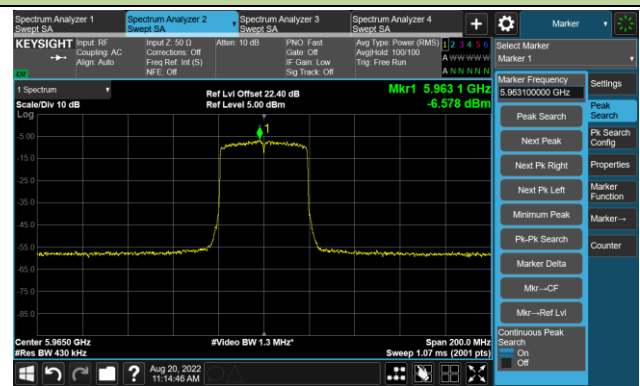 Spectrum Analyzer 1
Swept SA
Spectrum Analyzer 2
Swept SA
Spectrum Analyzer 3
Swept SA
Spectrum Analyzer 4
Swept SA
+
Marker
KEYSIGHT
Input: RF
Coupling: AC
Align: Auto
Input Z: 50 Ω
Corrections: Off
Freq Ref: Int (S)
NFE: Off
Atten: 10 dB
PNO: Fast
Gate: Off
IF Gain: Low
Sig Track: Off
Avg Type: Power (RMS)
Avg|Hold: 100/100
Trig: Free Run
1 2 3 4 5 6
A W W W W W
A N N N N N
Select Marker
Marker 1
1 Spectrum
Scale/Div 10 dB
Log
Ref Lvl Offset 22.40 dB
Ref Level 5.00 dBm
Mkr1 5.963 1 GHz
-6.578 dBm
1
-5.00
-15.0
-25.0
-35.0
-45.0
-55.0
-65.0
-75.0
-85.0
Center 5.9650 GHz
#Res BW 430 kHz
#Video BW 1.3 MHz*
Span 200.0 MHz
Sweep 1.07 ms (2001 pts)
Marker Frequency
5.963100000 GHz
Peak Search
Next Peak
Next Pk Right
Next Pk Left
Minimum Peak
Pk-Pk Search
Marker Delta
Mkr→CF
Mkr→Ref Lvl
Continuous Peak
Search
On
Off
Settings
Peak
Search
Pk Search
Config
Properties
Marker
Function
Marker→
Counter
?
Aug 20, 2022
11:14:46 AM